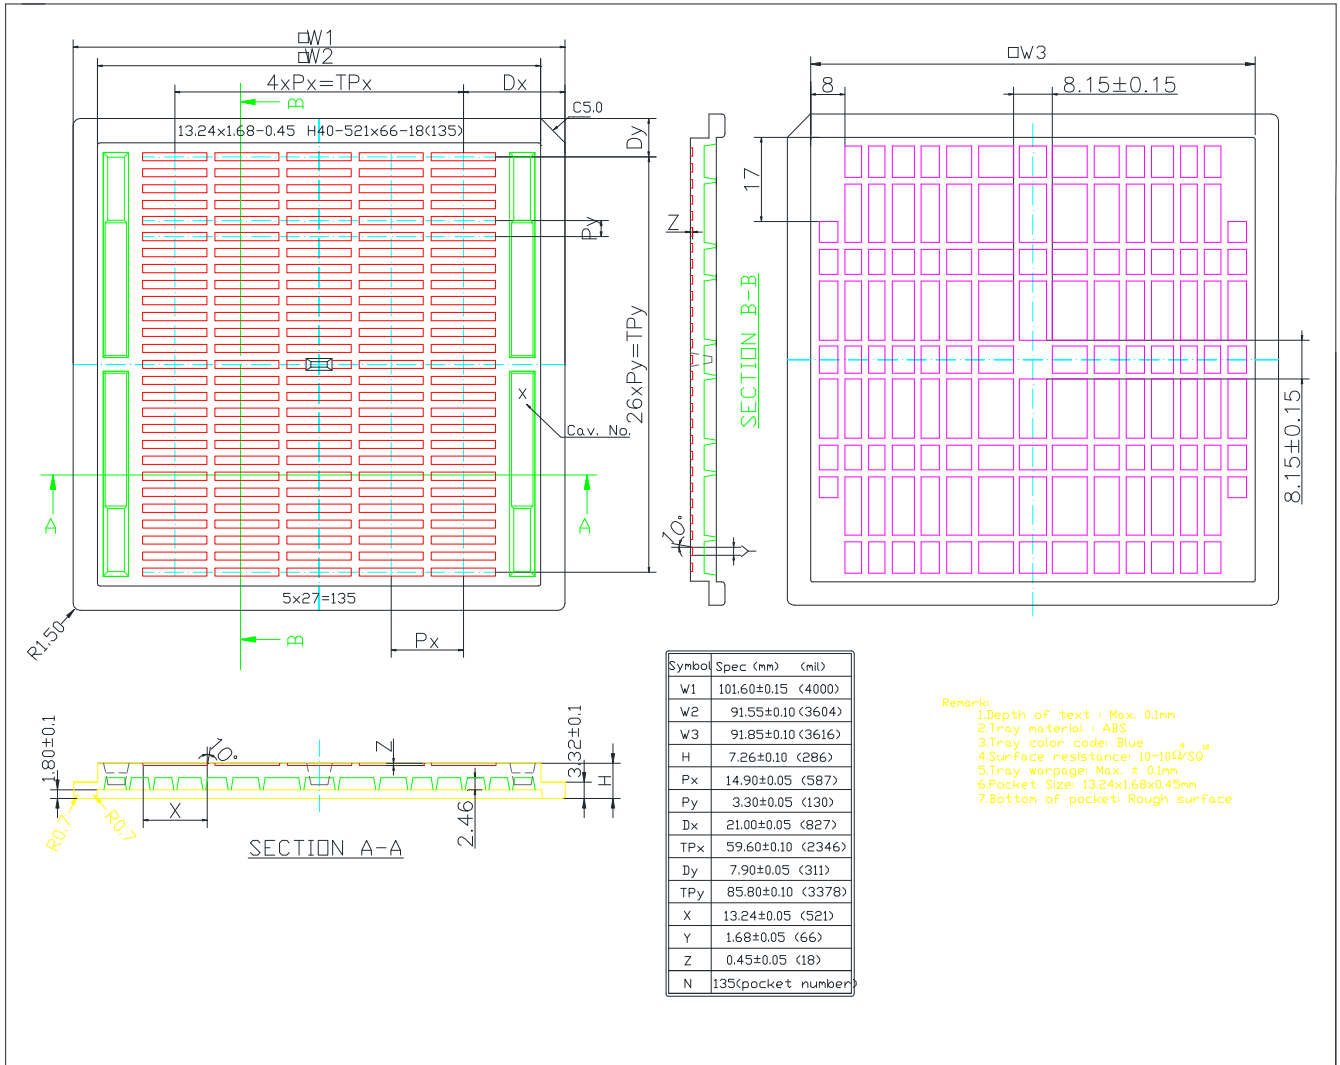 □W1
□W2
4xPx=TPx
Dx
C5.0
13.24x1.68-0.45 H40-521x66-18(135)
Dy
B
Py
26xPy=TPy
X
Cav. No.
A
A
5x27=135
B
R1.50
Px
Z
SECTION B-B
10°
Y
□W3
8
8.15±0.15
17
8.15±0.15
1.80±0.1
10°
Z
3.32±0.1
H
X
2.46
R0.7
R0.7
SECTION A-A
Symbol Spec (mm) (mil)
W1 101.60±0.15 (4000)
W2 91.55±0.10 (3604)
W3 91.85±0.10 (3616)
H 7.26±0.10 (286)
Px 14.90±0.05 (587)
Py 3.30±0.05 (130)
Dx 21.00±0.05 (827)
TPx 59.60±0.10 (2346)
Dy 7.90±0.05 (311)
TPy 85.80±0.10 (3378)
X 13.24±0.05 (521)
Y 1.68±0.05 (66)
Z 0.45±0.05 (18)
N 135(pocket number)
Remark:
1.Depth of text : Max. 0.1mm
2.Tray material : ABS
3.Tray color code: Blue
4.Surface resistance:
5.Tray warpage: Max. ± 0.1mm
6.Pocket Size: 13.24x1.68x0.45mm
7.Bottom of pocket: Rough surface